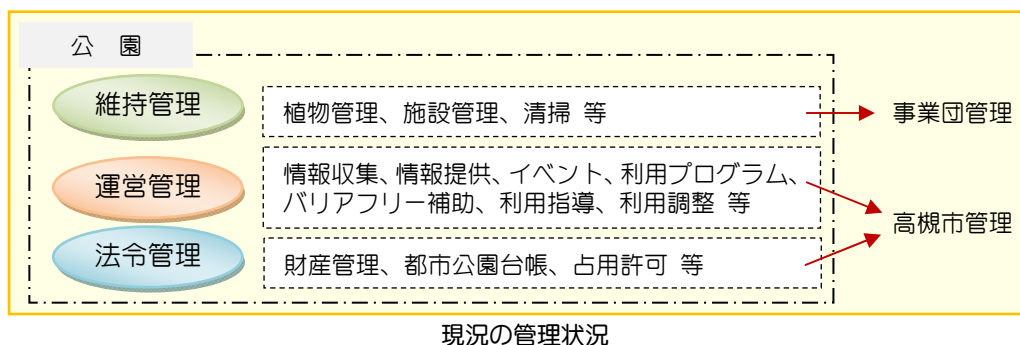 公 園
維持管理
植物管理、施設管理、清掃 等
事業団管理
運営管理
情報収集、情報提供、イベント、利用プログラム、
バリアフリー補助、利用指導、利用調整 等
高槻市管理
法令管理
財産管理、都市公園台帳、占用許可 等
現況の管理状況